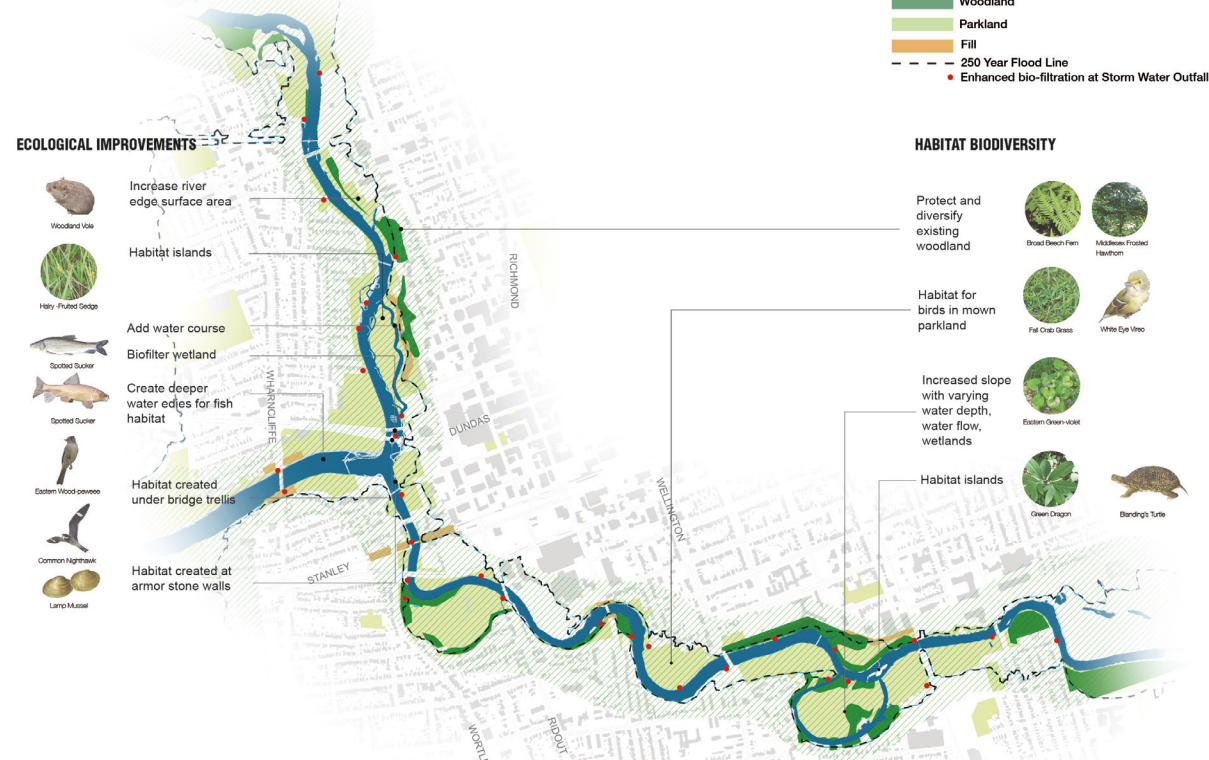 Woodland
Parkland
Fill
250 Year Flood Line
Enhanced bio-filtration at Storm Water Outfall
ECOLOGICAL IMPROVEMENTS
Woodland Vole
Hairy -Fruited Sedge
Spotted Sucker
Spotted Sucker
Eastern Wood-peweee
Common Nighthawk
Lamp Mussel
Increase river
edge surface area
Habitat islands
Add water course
Biofilter wetland
Create deeper
water edies for fish
habitat
Habitat created
under bridge trellis
Habitat created at
armor stone walls
WHARNCLIFFE
RICHMOND
DUNDAS
STANLEY
WELLINGTON
RIDOUT
HABITAT BIODIVERSITY
Protect and
diversify
existing
woodland
Broad Beech Fern
Middlesex Frosted
Hawthorn
Habitat for
birds in mown
parkland
Fall Crab Grass
White Eye Vireo
Increased slope
with varying
water depth,
water flow,
wetlands
Eastern Green-violet
Habitat islands
Green Dragon
Blanding's Turtle